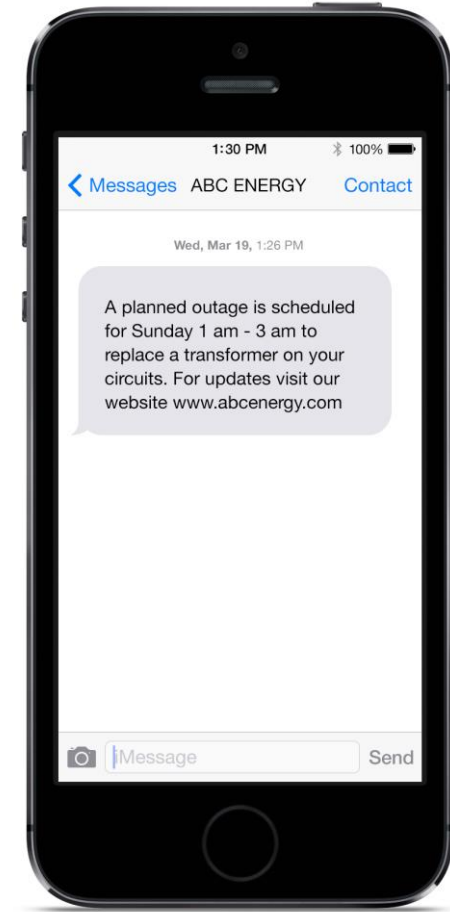 1:30 PM 100%
Messages ABC ENERGY Contact
Wed, Mar 19, 1:26 PM
A planned outage is scheduled
for Sunday 1 am - 3 am to
replace a transformer on your
circuits. For updates visit our
website www.abcenergy.com
iMessage Send